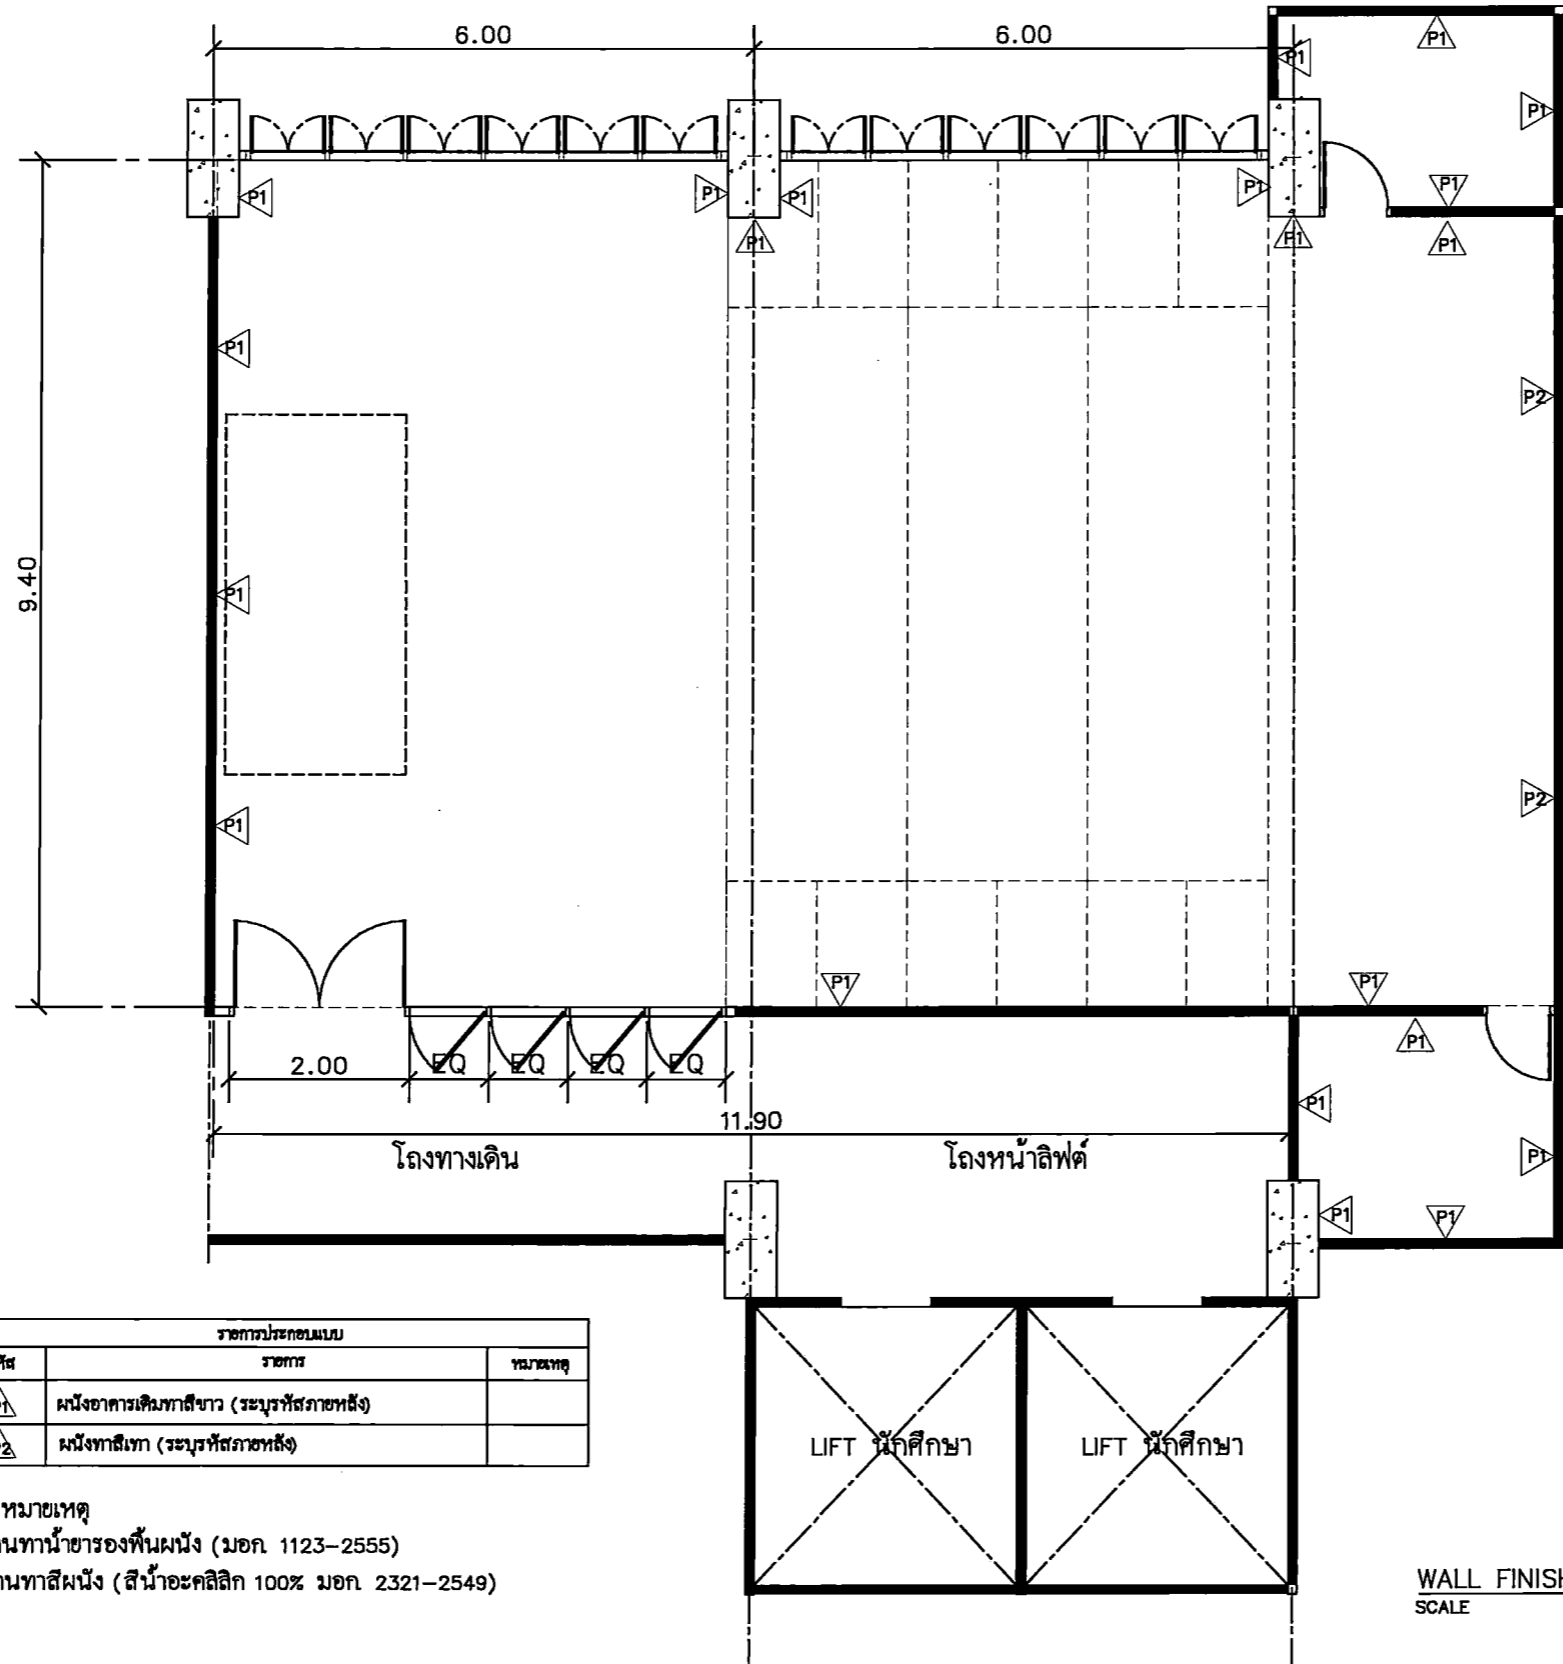 6.00
6.00
P1
P1
P1
P1
P1
P1
P1
P1
P1
P1
P1
P1
P1
P2
9.40
P1
P2
P1
P1
P1
P1
2.00
EQ
EQ
EQ
EQ
P1
11.90
โถงทางเดิน
โถงหน้าลิฟต์
P1
P1
P1
รายการประกอบแบบ
รายการ
หมายเหตุ
ผนังอาคารเดิมทาสีขาว (ระบุรหัสภายหลัง)
ผนังทาสีเทา (ระบุรหัสภายหลัง)
LIFT นักศึกษา
LIFT นักศึกษา
หมายเหตุ
ทาน้ำยารองพื้นผนัง (มอก. 1123-2555)
ทาสีผนัง (สีน้ำอะคลิลิก 100% มอก. 2321-2549)
WALL FINISH
SCALE